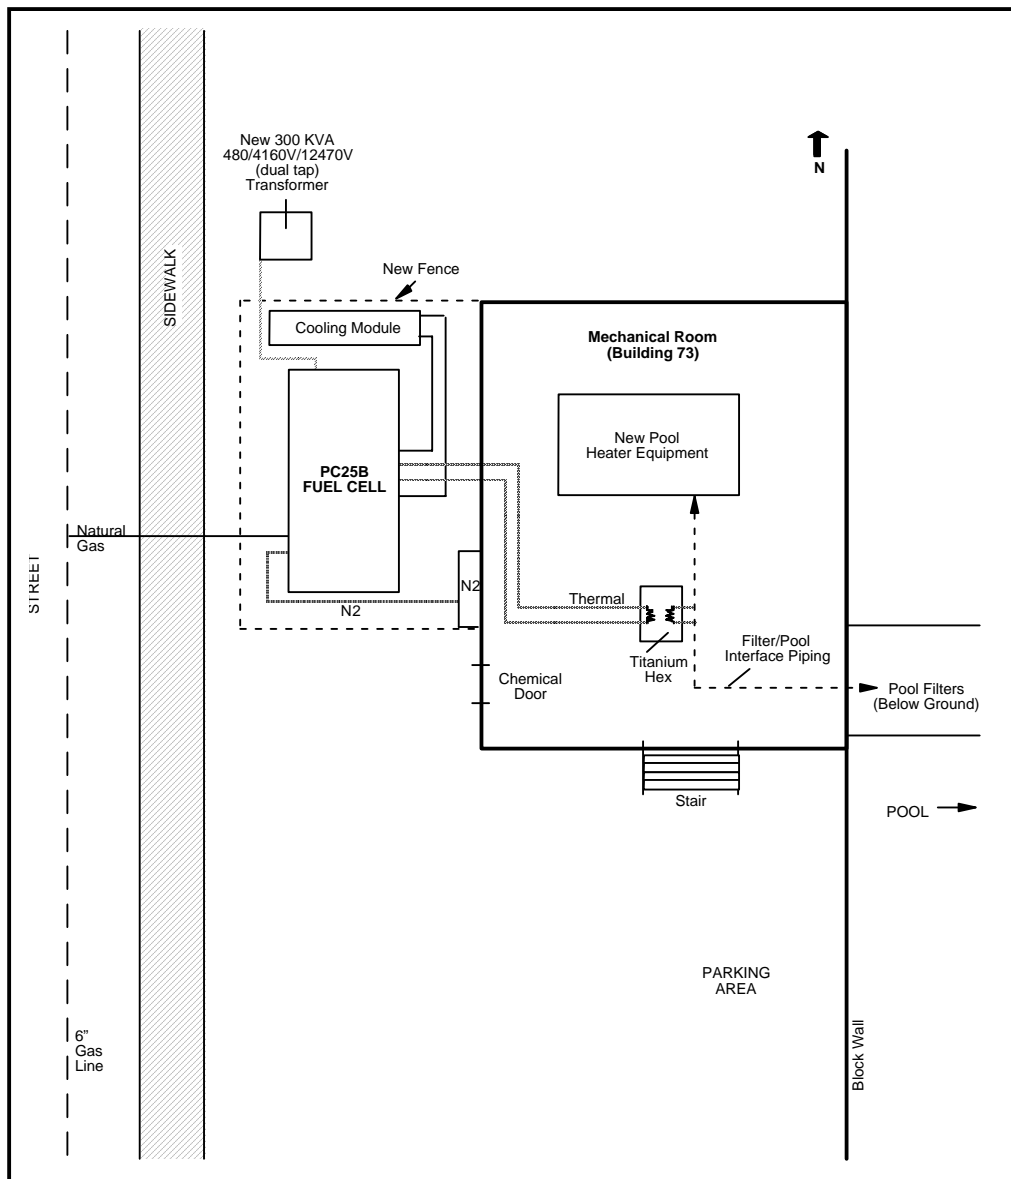 New 300 KVA
480/4160V/12470V
(dual tap)
Transformer
N
SIDEWALK
New Fence
Cooling Module
Mechanical Room
(Building 73)
New Pool
Heater Equipment
PC25B
FUEL CELL
Natural
Gas
STREET
N2
N2
Thermal
Titanium
Hex
Filter/Pool
Interface Piping
Chemical
Door
Pool Filters
(Below Ground)
Stair
POOL
PARKING
AREA
6”
Gas
Line
Block Wall